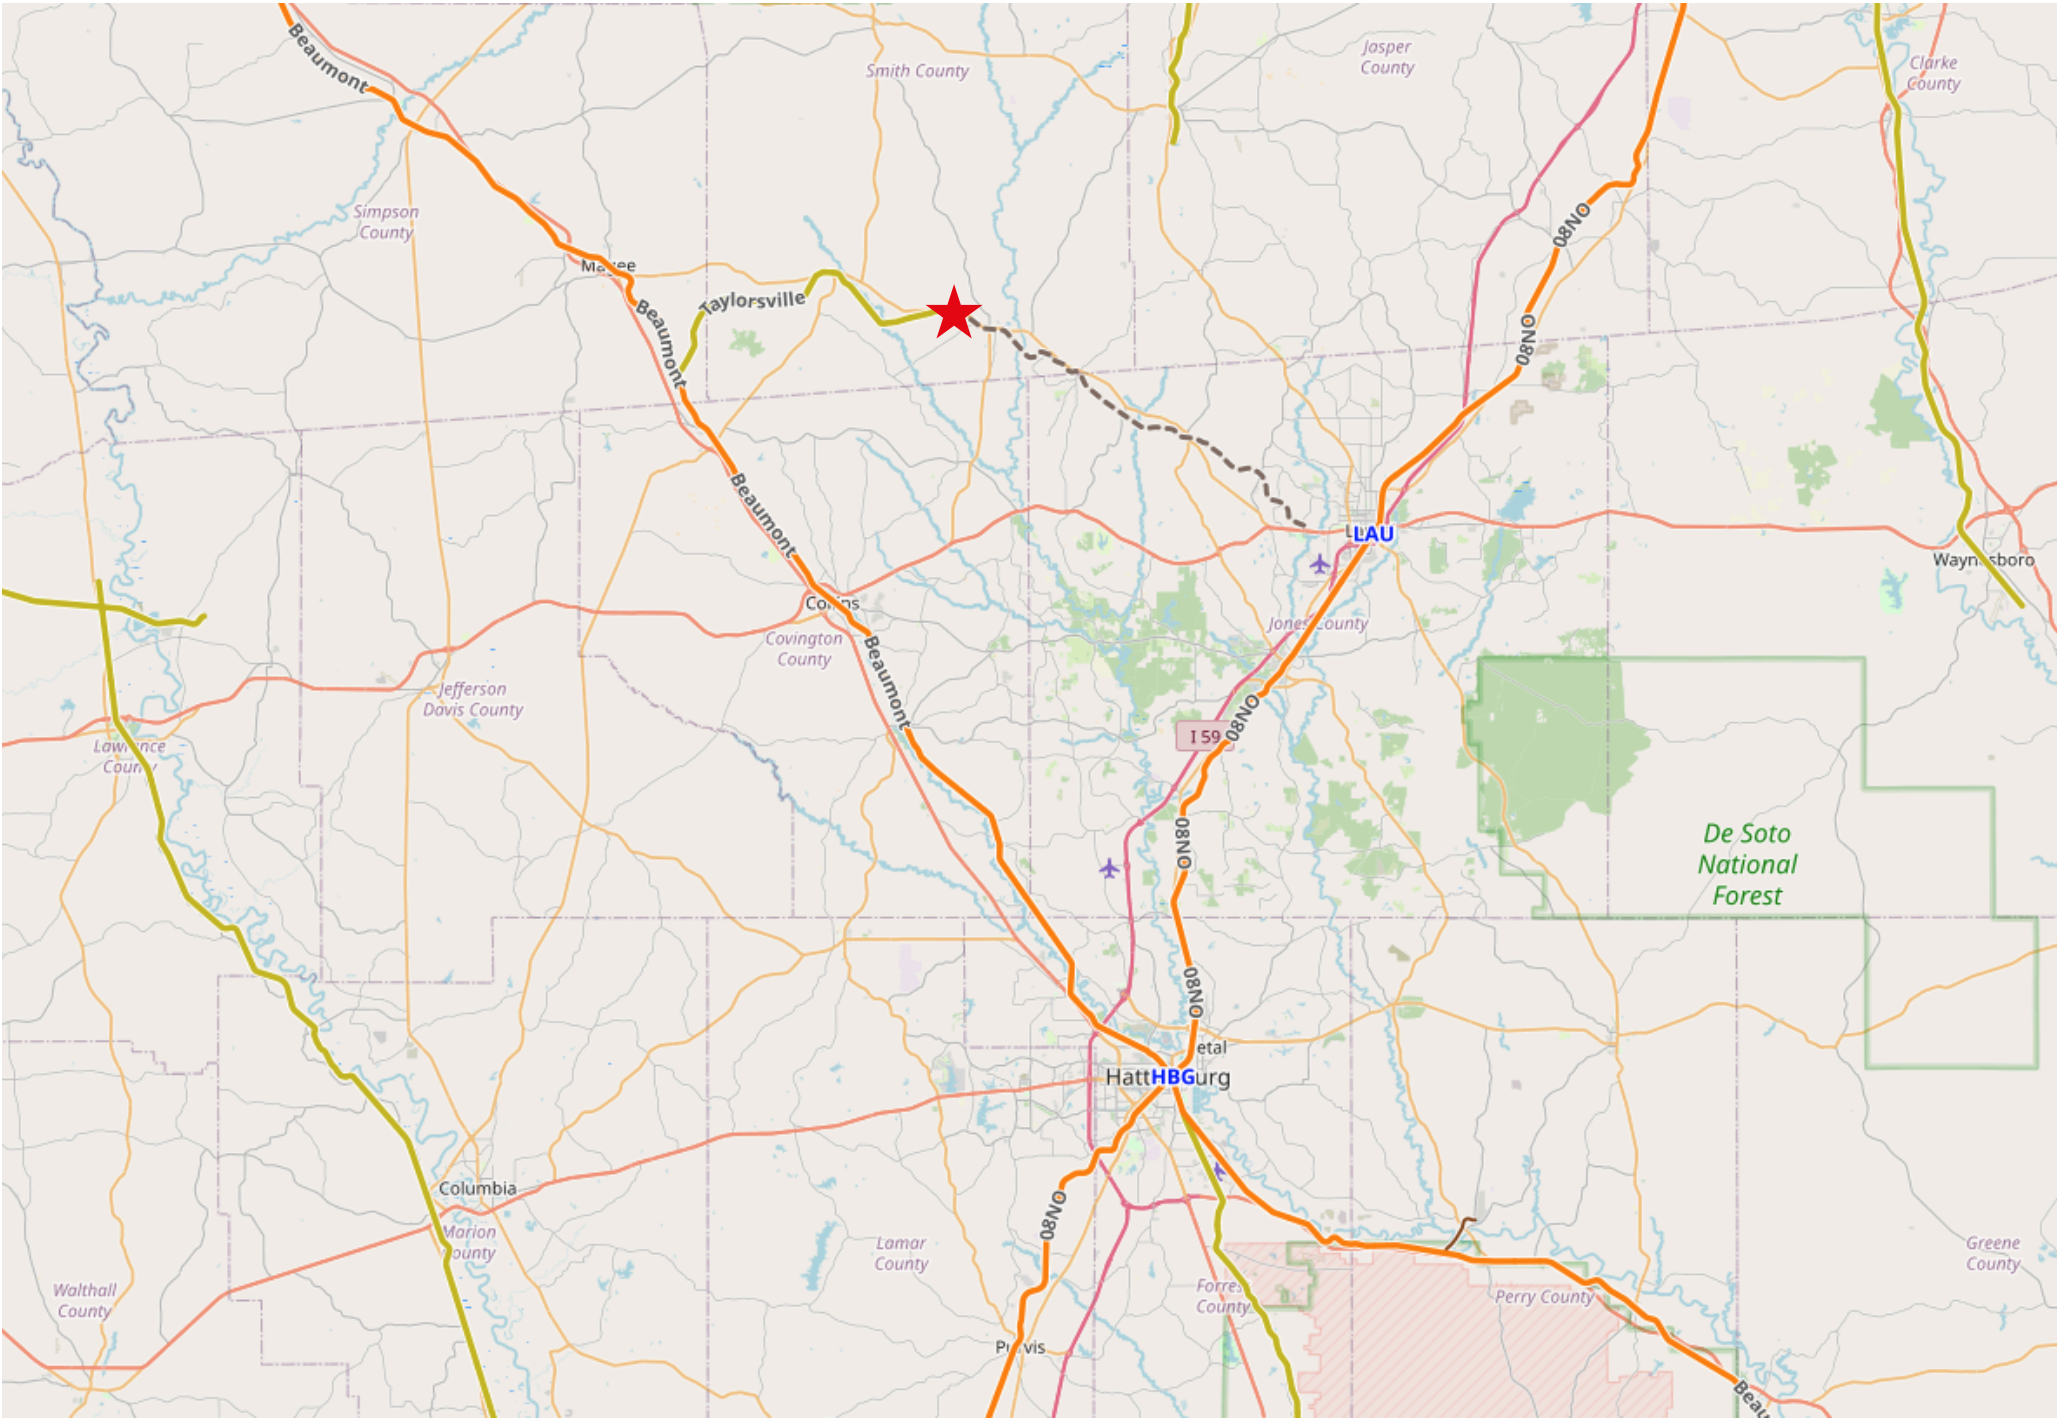 Beaumont
Smith County
Jasper
County
Clarke
County
Simpson
County
08NO
Taylorsville
Beaumont
08NO
Beaumont
LAU
Jones County
Covington
County
Beaumont
Jefferson
Davis County
I 59
08NO
08NO
De Soto
National
Forest
08NO
HBG
Columbia
08NO
Marion
Lamar
County
Greene
County
Walthall
County
County
Perry County